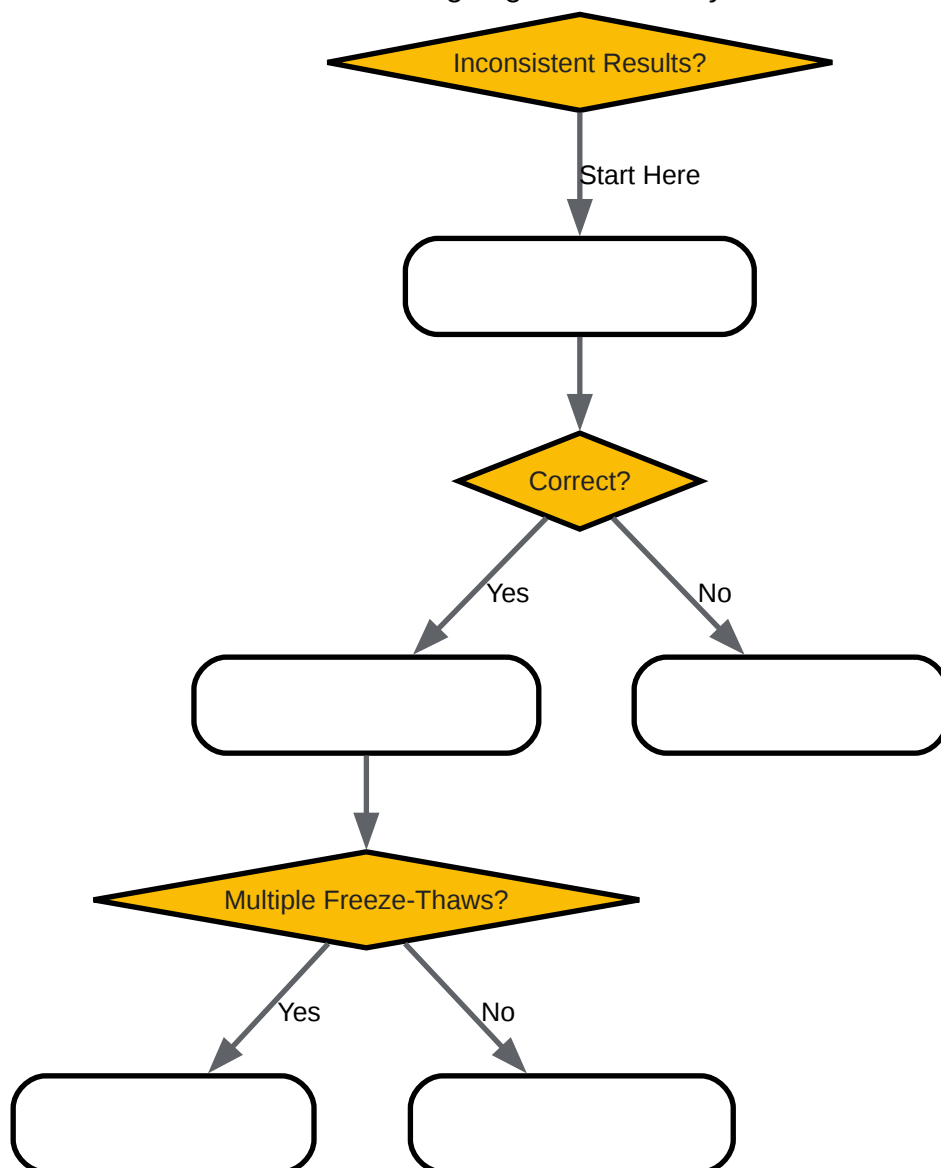 Inconsistent Results?
Start Here
Correct?
Yes
No
Multiple Freeze-Thaws?
Yes
No